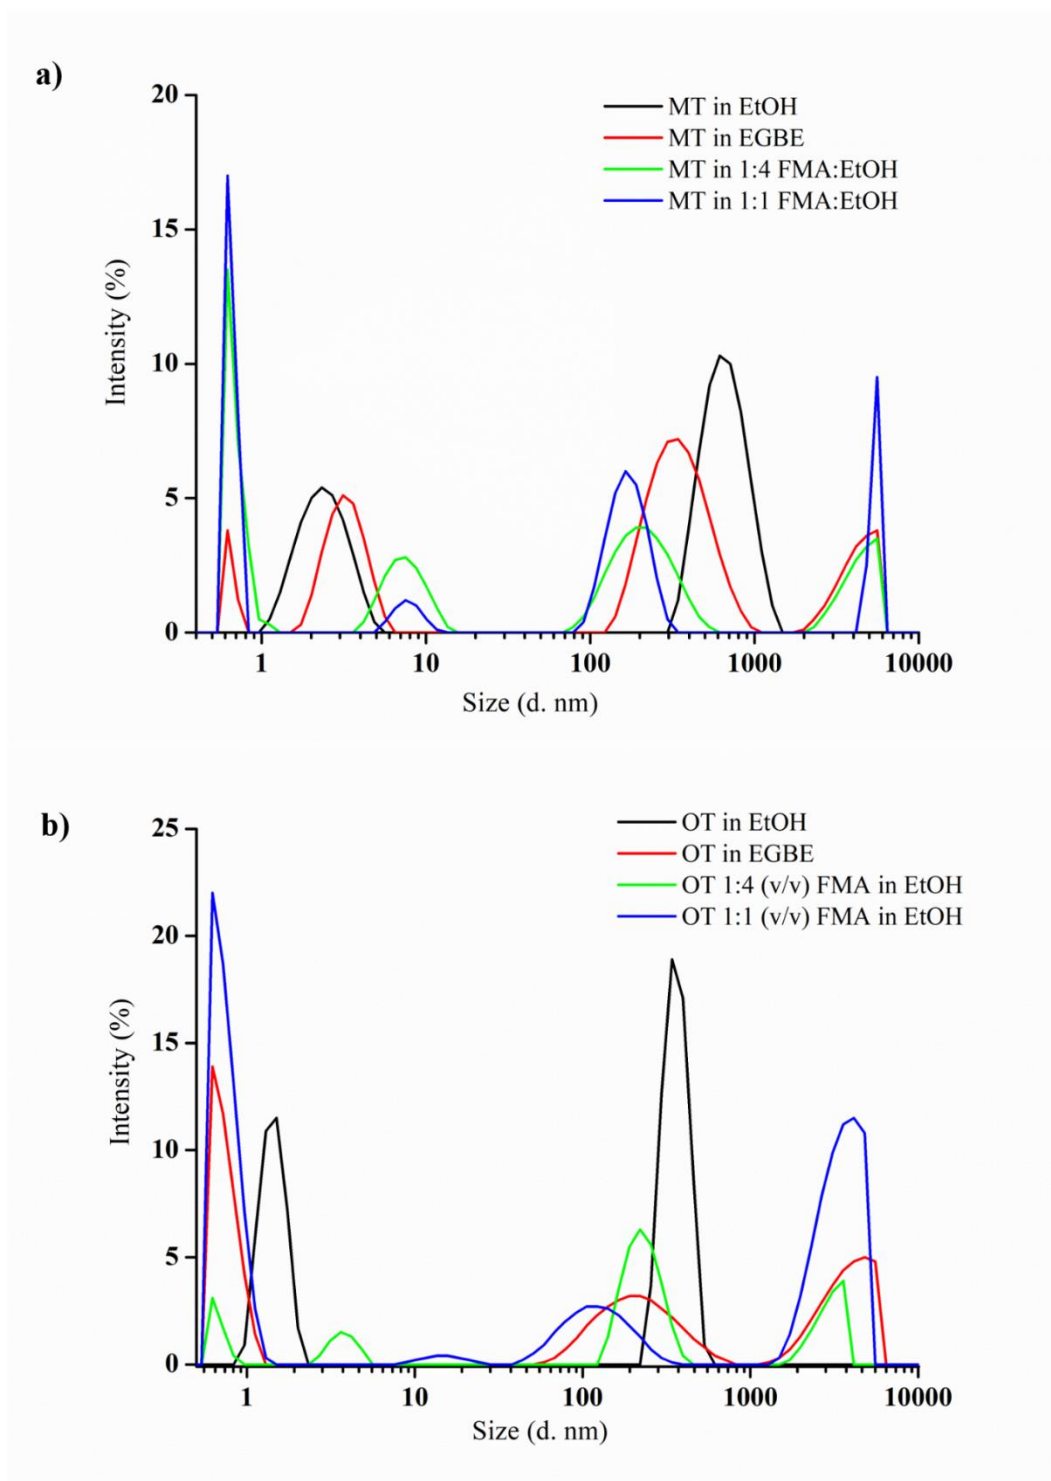 a)
20
15
10
5
0
Intensity (%)
MT in EtOH
MT in EGBE
MT in 1:4 FMA:EtOH
MT in 1:1 FMA:EtOH
1 10 100 1000 10000
Size (d. nm)
b)
25
20
15
10
5
0
Intensity (%)
OT in EtOH
OT in EGBE
OT 1:4 (v/v) FMA in EtOH
OT 1:1 (v/v) FMA in EtOH
1 10 100 1000 10000
Size (d. nm)